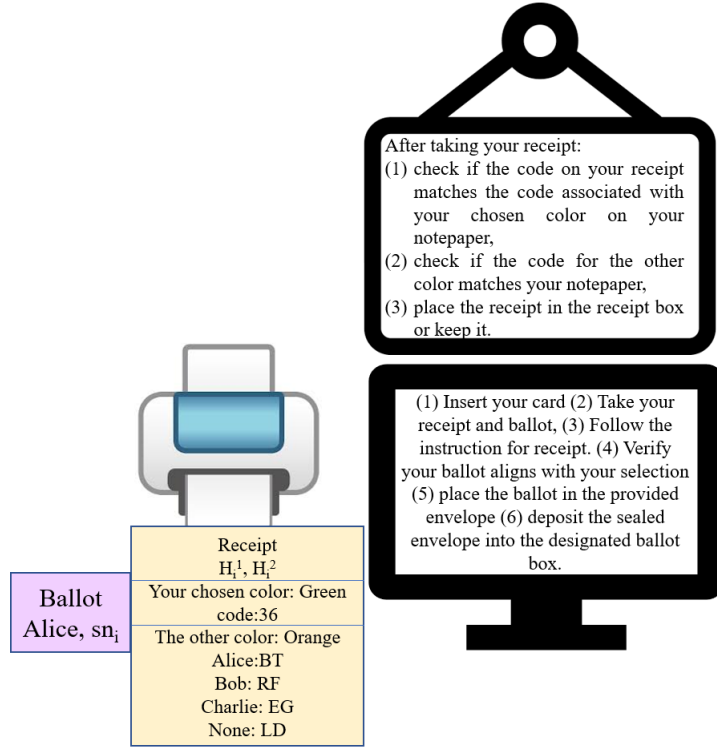 After taking your receipt:
(1) check if the code on your receipt
matches the code associated with
your chosen color on your
notepaper,
(2) check if the code for the other
color matches your notepaper,
(3) place the receipt in the receipt box
or keep it.
(1) Insert your card (2) Take your
receipt and ballot, (3) Follow the
instruction for receipt. (4) Verify
your ballot aligns with your selection
(5) place the ballot in the provided
envelope (6) deposit the sealed
envelope into the designated ballot
box.
Receipt
Hᵢ¹, Hᵢ²
Your chosen color: Green
code:36
The other color: Orange
Alice:BT
Bob: RF
Charlie: EG
None: LD
Ballot
Alice, snᵢ